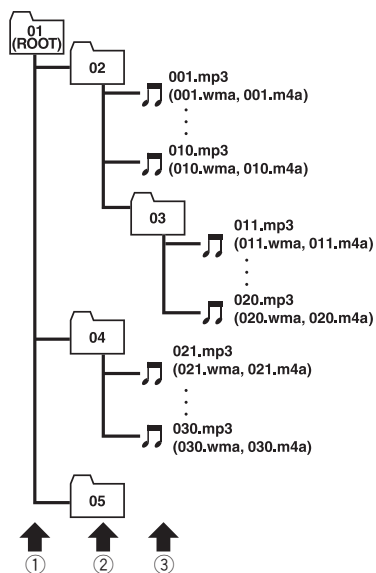 01
(ROOT)
02
001.mp3
(001.wma, 001.m4a)
010.mp3
(010.wma, 010.m4a)
03
011.mp3
(011.wma, 011.m4a)
020.mp3
(020.wma, 020.m4a)
04
021.mp3
(021.wma, 021.m4a)
030.mp3
(030.wma, 030.m4a)
05
① ② ③